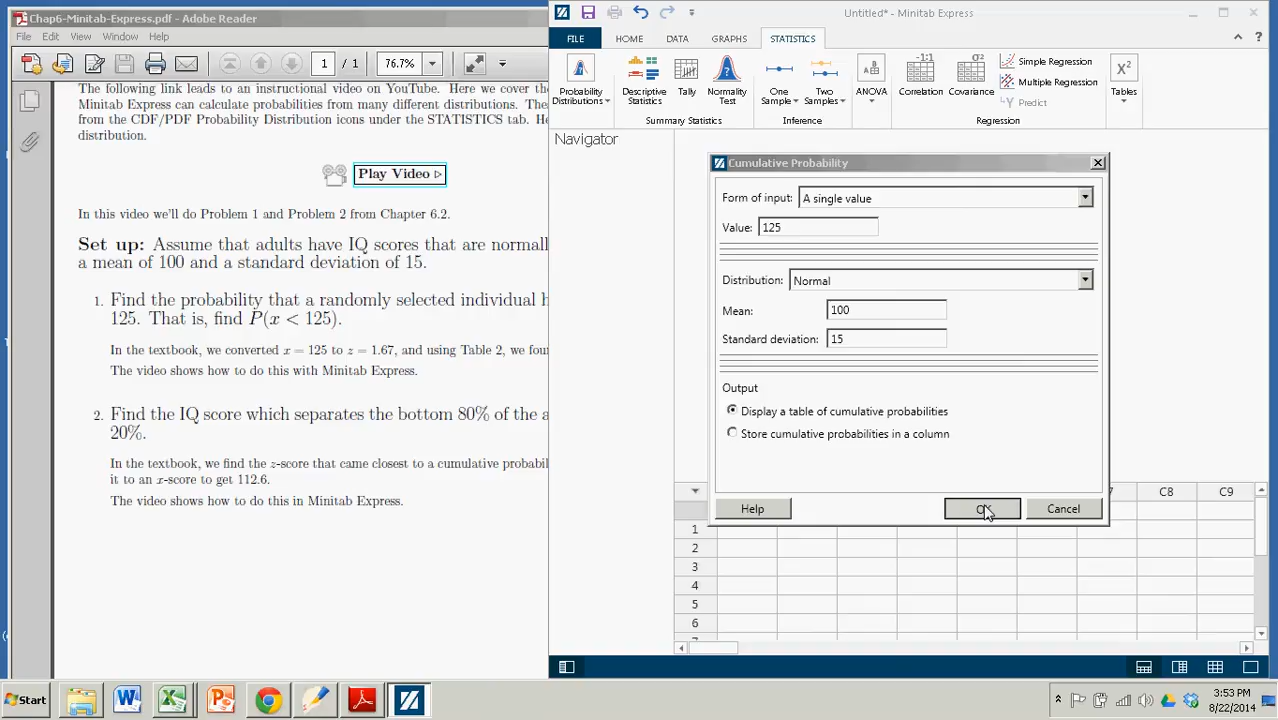 Chap6-Minitab-Express.pdf - Adobe Reader
File Edit View Window Help
1 / 1 76.7%
The following link leads to an instructional video on YouTube. Here we cover th
Minitab Express can calculate probabilities from many different distributions. The
from the CDF/PDF Probability Distribution icons under the STATISTICS tab. He
distribution.
Play Video ▷
In this video we'll do Problem 1 and Problem 2 from Chapter 6.2.
Set up: Assume that adults have IQ scores that are normall
a mean of 100 and a standard deviation of 15.
1. Find the probability that a randomly selected individual h
125. That is, find P(x < 125).
In the textbook, we converted x = 125 to z = 1.67, and using Table 2, we fou
The video shows how to do this with Minitab Express.
2. Find the IQ score which separates the bottom 80% of the a
20%.
In the textbook, we find the z-score that came closest to a cumulative probabil
it to an x-score to get 112.6.
The video shows how to do this in Minitab Express.
Untitled* - Minitab Express
FILE HOME DATA GRAPHS STATISTICS
Probability Distributions
Descriptive Statistics
Tally
Normality Test
One Sample
Two Samples
ANOVA
Correlation
Covariance
Simple Regression
Multiple Regression
Predict
Tables
Summary Statistics Inference Regression
Navigator
Cumulative Probability
Form of input: A single value
Value: 125
Distribution: Normal
Mean: 100
Standard deviation: 15
Output
Display a table of cumulative probabilities
Store cumulative probabilities in a column
Help OK Cancel
7 C8 C9
1
2
3
4
5
6
Start
3:53 PM
8/22/2014